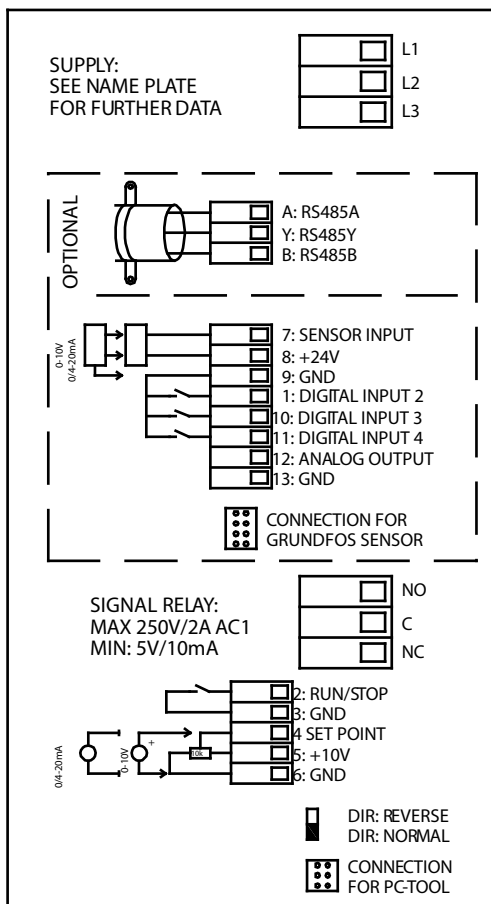 SUPPLY:
SEE NAME PLATE
FOR FURTHER DATA
L1
L2
L3
OPTIONAL
A: RS485A
Y: RS485Y
B: RS485B
0-10V
0/4-20mA
7: SENSOR INPUT
8: +24V
9: GND
1: DIGITAL INPUT 2
10: DIGITAL INPUT 3
11: DIGITAL INPUT 4
12: ANALOG OUTPUT
13: GND
CONNECTION FOR
GRUNDFOS SENSOR
SIGNAL RELAY:
MAX 250V/2A AC1
MIN: 5V/10mA
NO
C
NC
2: RUN/STOP
3: GND
4 SET POINT
5: +10V
6: GND
0/4-20mA
0-10V
+
10k
DIR: REVERSE
DIR: NORMAL
CONNECTION
FOR PC-TOOL